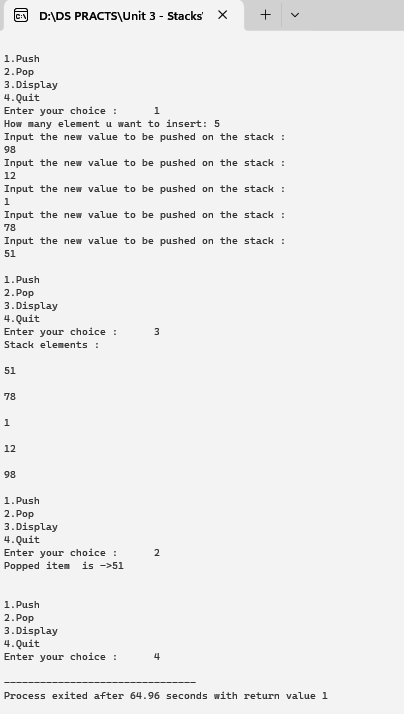 D:\DS PRACTS\Unit 3 - Stacks'
1.Push
2.Pop
3.Display
4.Quit
Enter your choice :      1
How many element u want to insert: 5
Input the new value to be pushed on the stack :
98
Input the new value to be pushed on the stack :
12
Input the new value to be pushed on the stack :
1
Input the new value to be pushed on the stack :
78
Input the new value to be pushed on the stack :
51
1.Push
2.Pop
3.Display
4.Quit
Enter your choice :      3
Stack elements :
51
78
1
12
98
1.Push
2.Pop
3.Display
4.Quit
Enter your choice :      2
Popped item  is ->51
1.Push
2.Pop
3.Display
4.Quit
Enter your choice :      4
--------------------------------
Process exited after 64.96 seconds with return value 1